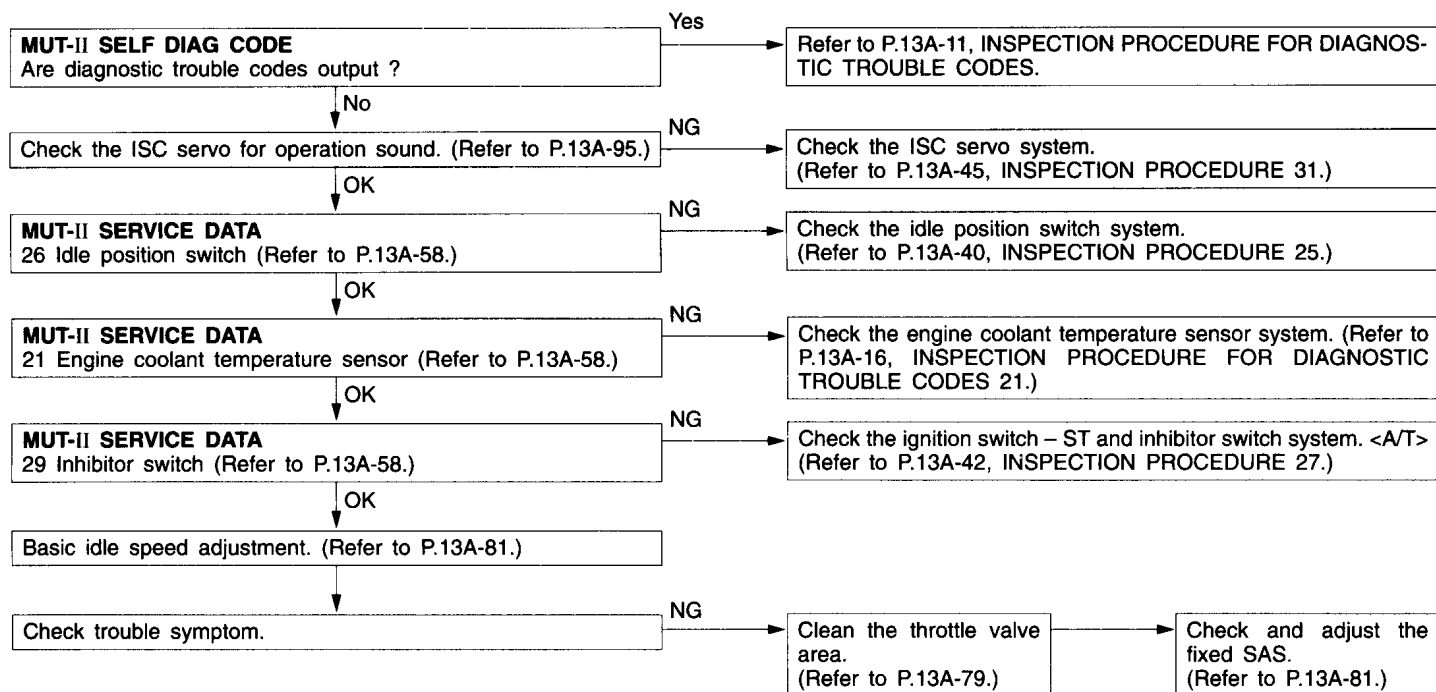 Yes
MUT-II SELF DIAG CODE
Are diagnostic trouble codes output ?
Refer to P.13A-11, INSPECTION PROCEDURE FOR DIAGNOS-
TIC TROUBLE CODES.
No
NG
Check the ISC servo for operation sound. (Refer to P.13A-95.)
Check the ISC servo system.
(Refer to P.13A-45, INSPECTION PROCEDURE 31.)
OK
NG
MUT-II SERVICE DATA
26 Idle position switch (Refer to P.13A-58.)
Check the idle position switch system.
(Refer to P.13A-40, INSPECTION PROCEDURE 25.)
OK
NG
MUT-II SERVICE DATA
21 Engine coolant temperature sensor (Refer to P.13A-58.)
Check the engine coolant temperature sensor system. (Refer to
P.13A-16, INSPECTION PROCEDURE FOR DIAGNOSTIC
TROUBLE CODES 21.)
OK
NG
MUT-II SERVICE DATA
29 Inhibitor switch (Refer to P.13A-58.)
Check the ignition switch – ST and inhibitor switch system. <A/T>
(Refer to P.13A-42, INSPECTION PROCEDURE 27.)
OK
Basic idle speed adjustment. (Refer to P.13A-81.)
NG
Check trouble symptom.
Clean the throttle valve
area.
(Refer to P.13A-79.)
Check and adjust the
fixed SAS.
(Refer to P.13A-81.)